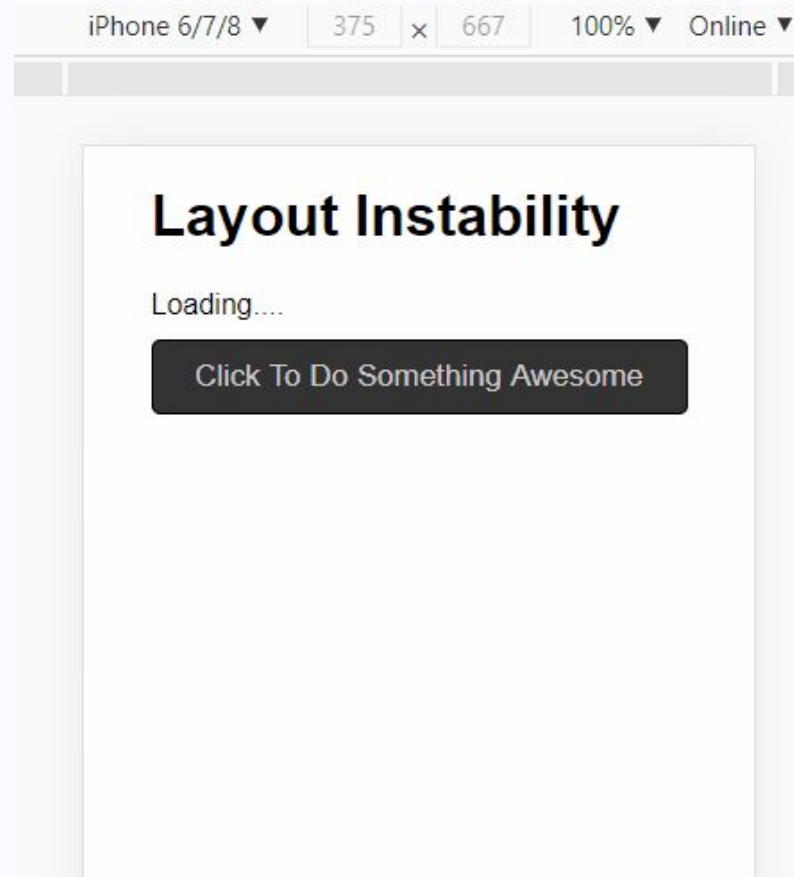 iPhone 6/7/8 ▼ 375 × 667 100% ▼ Online ▼
Layout Instability
Loading....
Click To Do Something Awesome